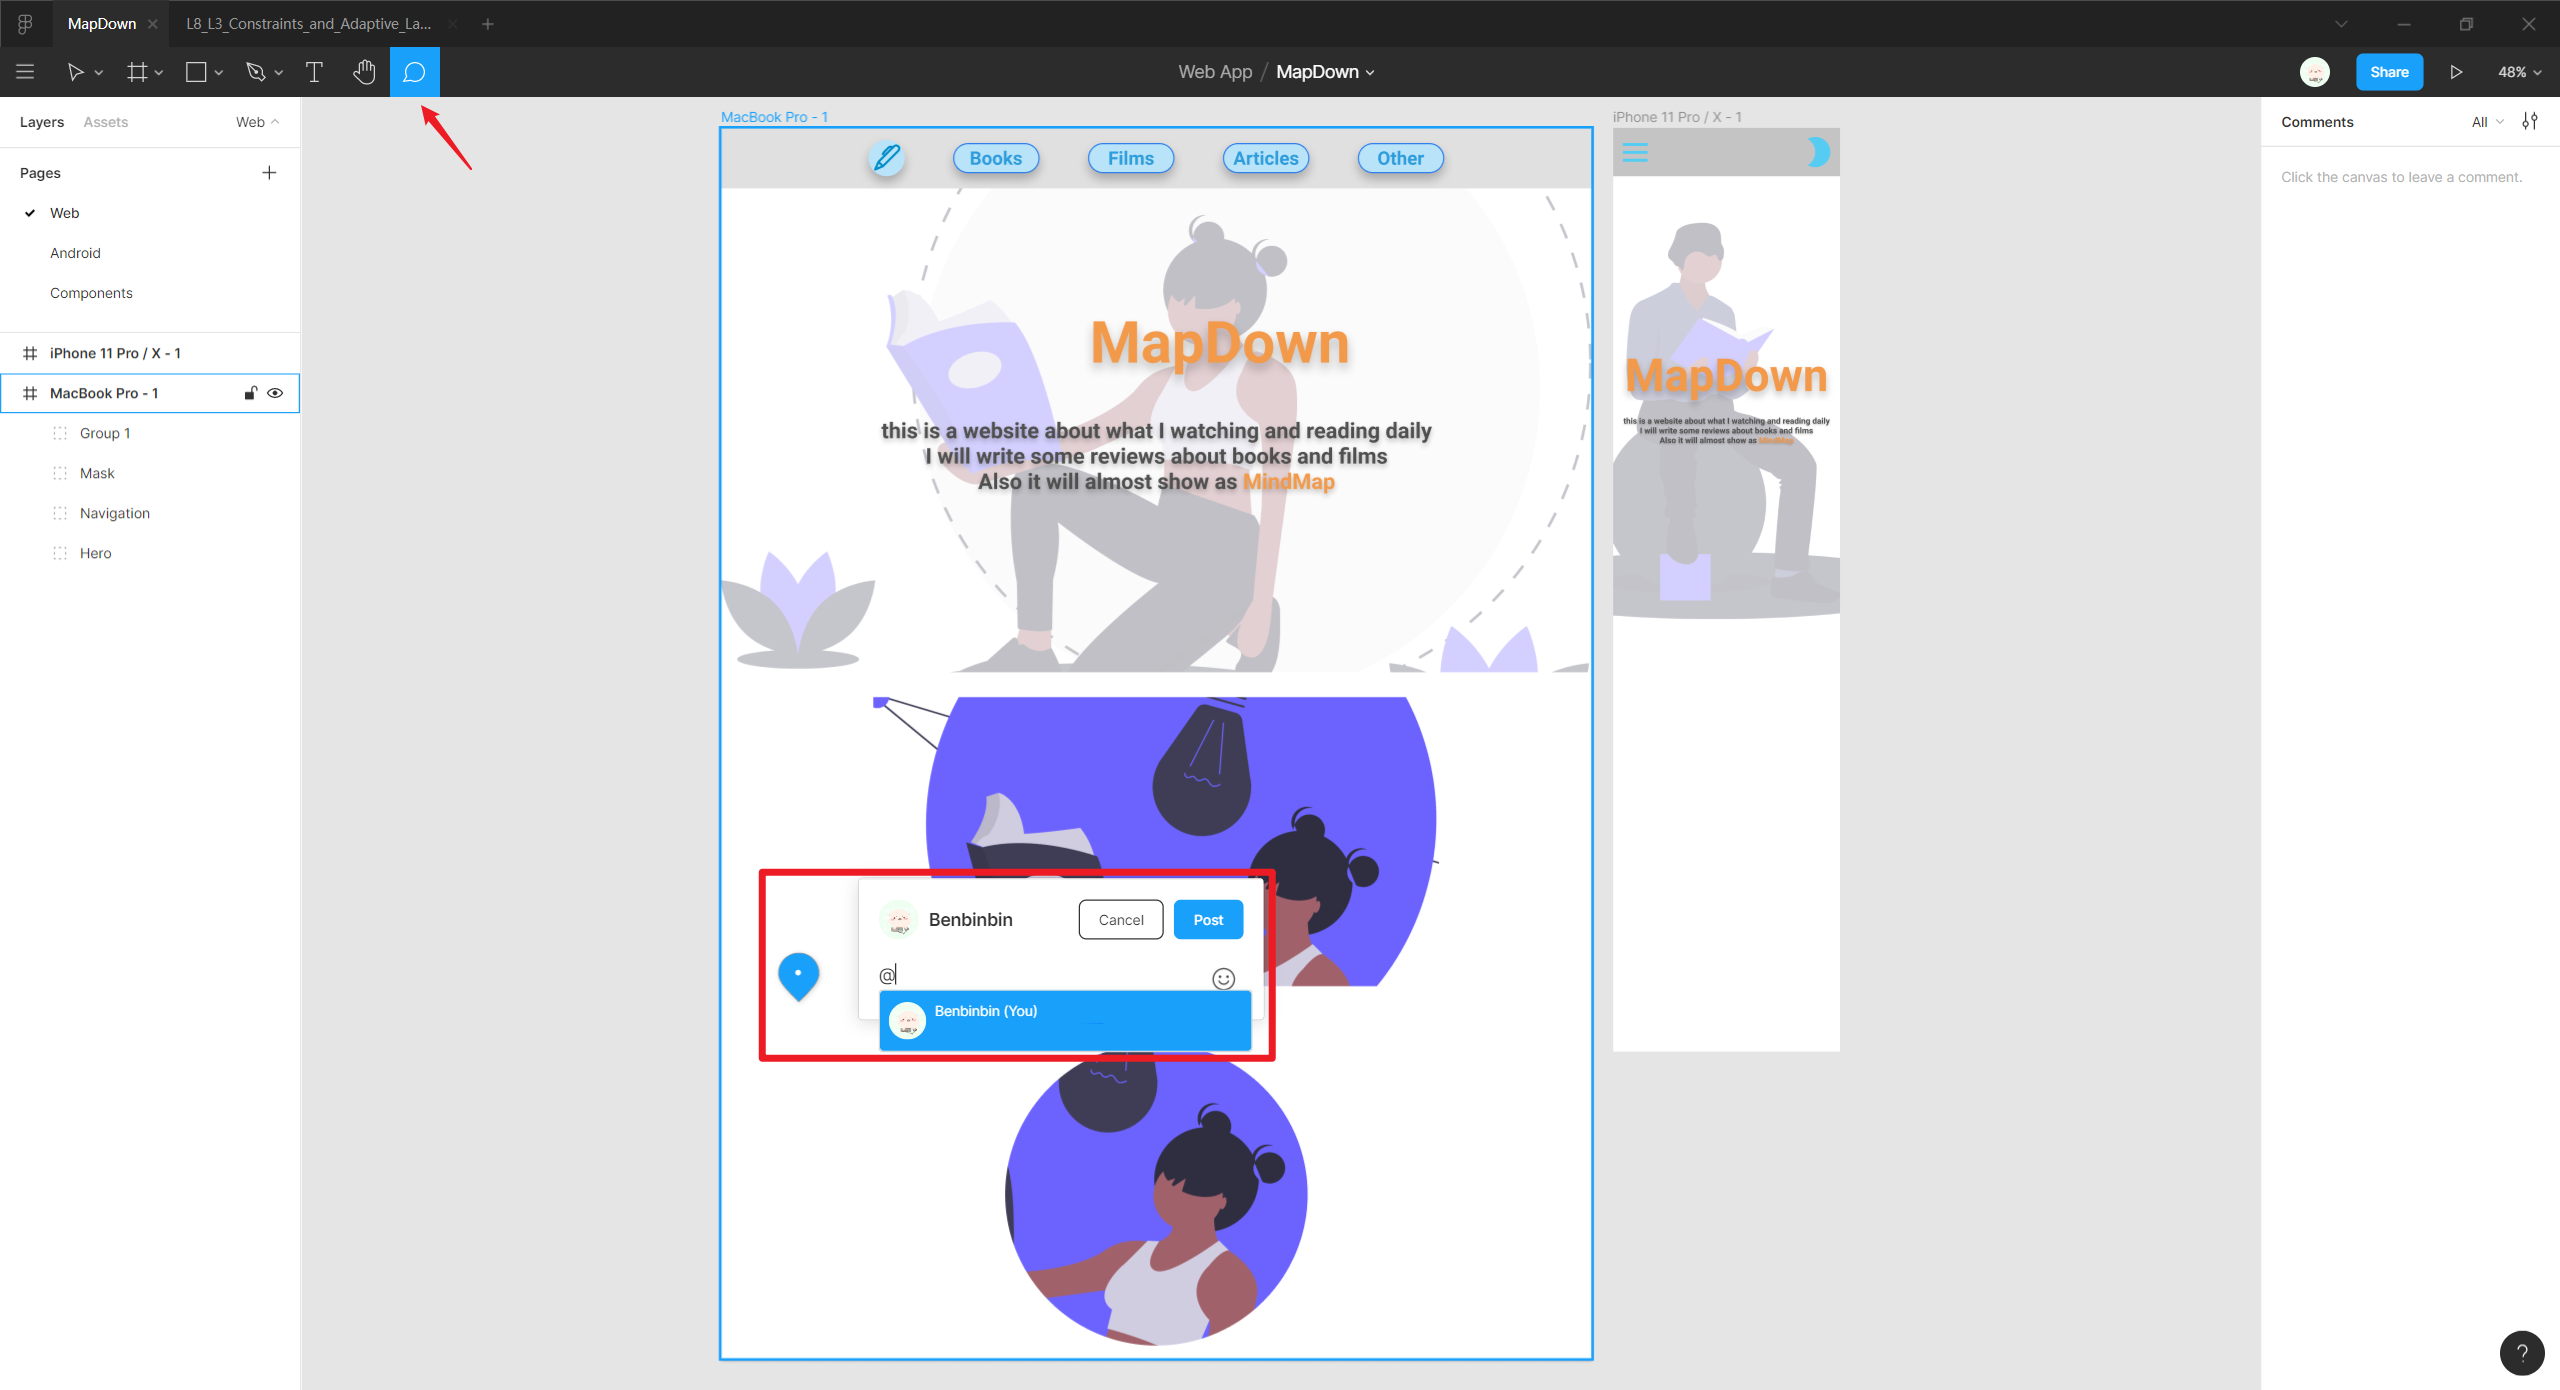 MapDown
L8_L3_Constraints_and_Adaptive_La...
Web App / MapDown
Share
48%
Layers
Assets
Web
Pages
Web
Android
Components
iPhone 11 Pro / X - 1
MacBook Pro - 1
Group 1
Mask
Navigation
Hero
MacBook Pro - 1
Books
Films
Articles
Other
MapDown
this is a website about what I watching and reading daily
I will write some reviews about books and films
Also it will almost show as MindMap
Benbinbin
Cancel
Post
@
Benbinbin (You)
iPhone 11 Pro / X - 1
MapDown
this is a website about what I watching and reading daily
I will write some reviews about books and films
Also it will almost show as MindMap
Comments
All
Click the canvas to leave a comment.
?